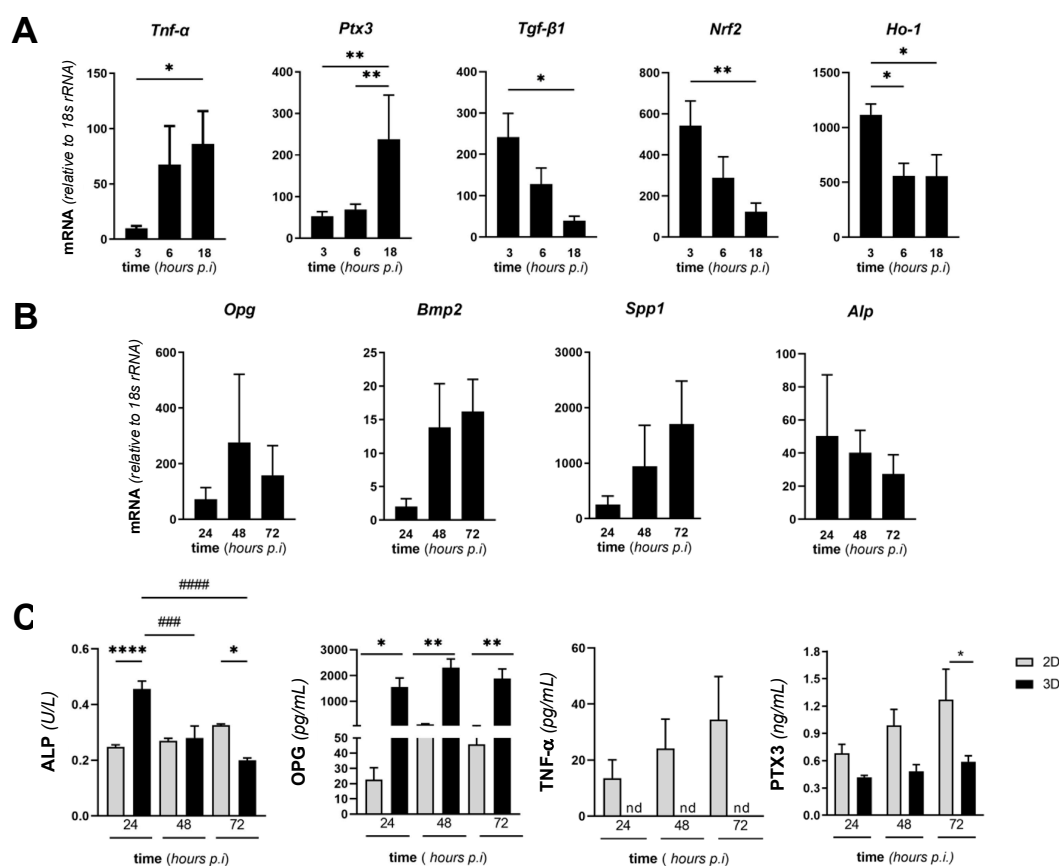 A
Tnf-α
Ptx3
Tgf-β1
Nrf2
Ho-1
mRNA (relative to 18s rRNA)
150
100
50
0
*
3 6 18
time (hours p.i)
400
300
200
100
0
**
**
3 6 18
time (hours p.i)
400
300
200
100
0
*
3 6 18
time (hours p.i)
800
600
400
200
0
**
3 6 18
time (hours p.i)
1500
1000
500
0
*
*
3 6 18
time (hours p.i)
B
Opg
Bmp2
Spp1
Alp
mRNA (relative to 18s rRNA)
600
400
200
0
24 48 72
time (hours p.i)
25
20
15
10
5
0
24 48 72
time (hours p.i)
3000
2000
1000
0
24 48 72
time (hours p.i)
100
80
60
40
20
0
24 48 72
time (hours p.i)
C
ALP (U/L)
####
###
****
*
0.6
0.4
0.2
0.0
24 48 72
time (hours p.i)
OPG (pg/mL)
*
**
**
3000
2000
1000
50
40
30
20
10
0
24 48 72
time ( hours p.i)
TNF-α (pg/mL)
60
40
20
0
nd nd nd
24 48 72
time ( hours p.i)
PTX3 (ng/mL)
*
1.8
1.5
1.2
0.9
0.6
0.3
0.0
24 48 72
time (hours p.i.)
2D
3D